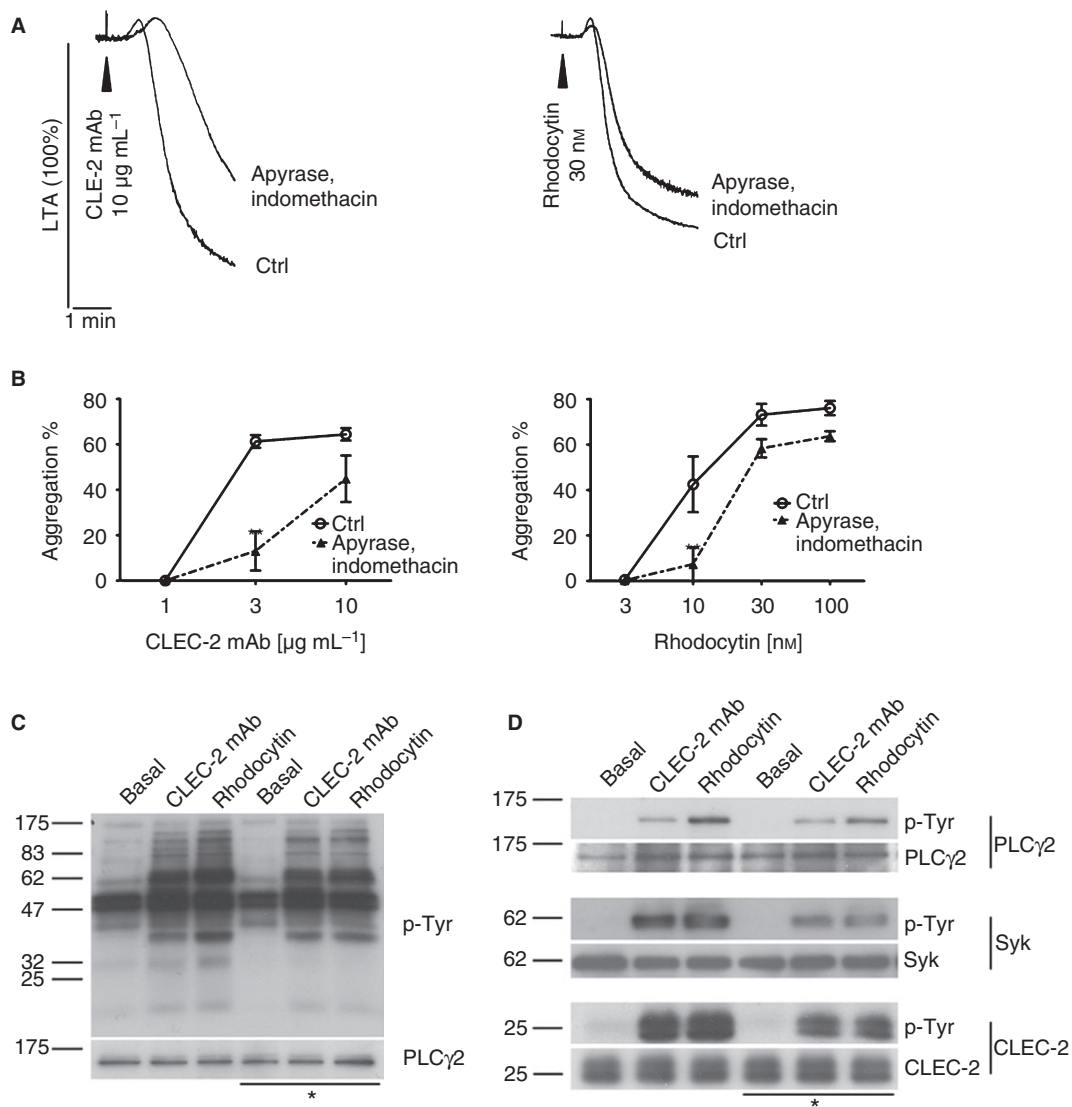 A
LTA (100%)
1 min
CLE-2 mAb
10 µg mL⁻¹
Apyrase,
indomethacin
Ctrl
Rhodocytin
30 nM
Apyrase,
indomethacin
Ctrl
B
Aggregation %
80
60
40
20
0
1 3 10
CLEC-2 mAb [µg mL⁻¹]
**
Ctrl
Apyrase,
indomethacin
Aggregation %
80
60
40
20
0
3 10 30 100
Rhodocytin [nM]
**
Ctrl
Apyrase,
indomethacin
C
Basal
CLEC-2 mAb
Rhodocytin
Basal
CLEC-2 mAb
Rhodocytin
175
83
62
47
32
25
p-Tyr
175
PLCγ2
*
D
Basal
CLEC-2 mAb
Rhodocytin
Basal
CLEC-2 mAb
Rhodocytin
175
p-Tyr
175
PLCγ2
PLCγ2
62
p-Tyr
62
Syk
Syk
25
p-Tyr
25
CLEC-2
CLEC-2
*